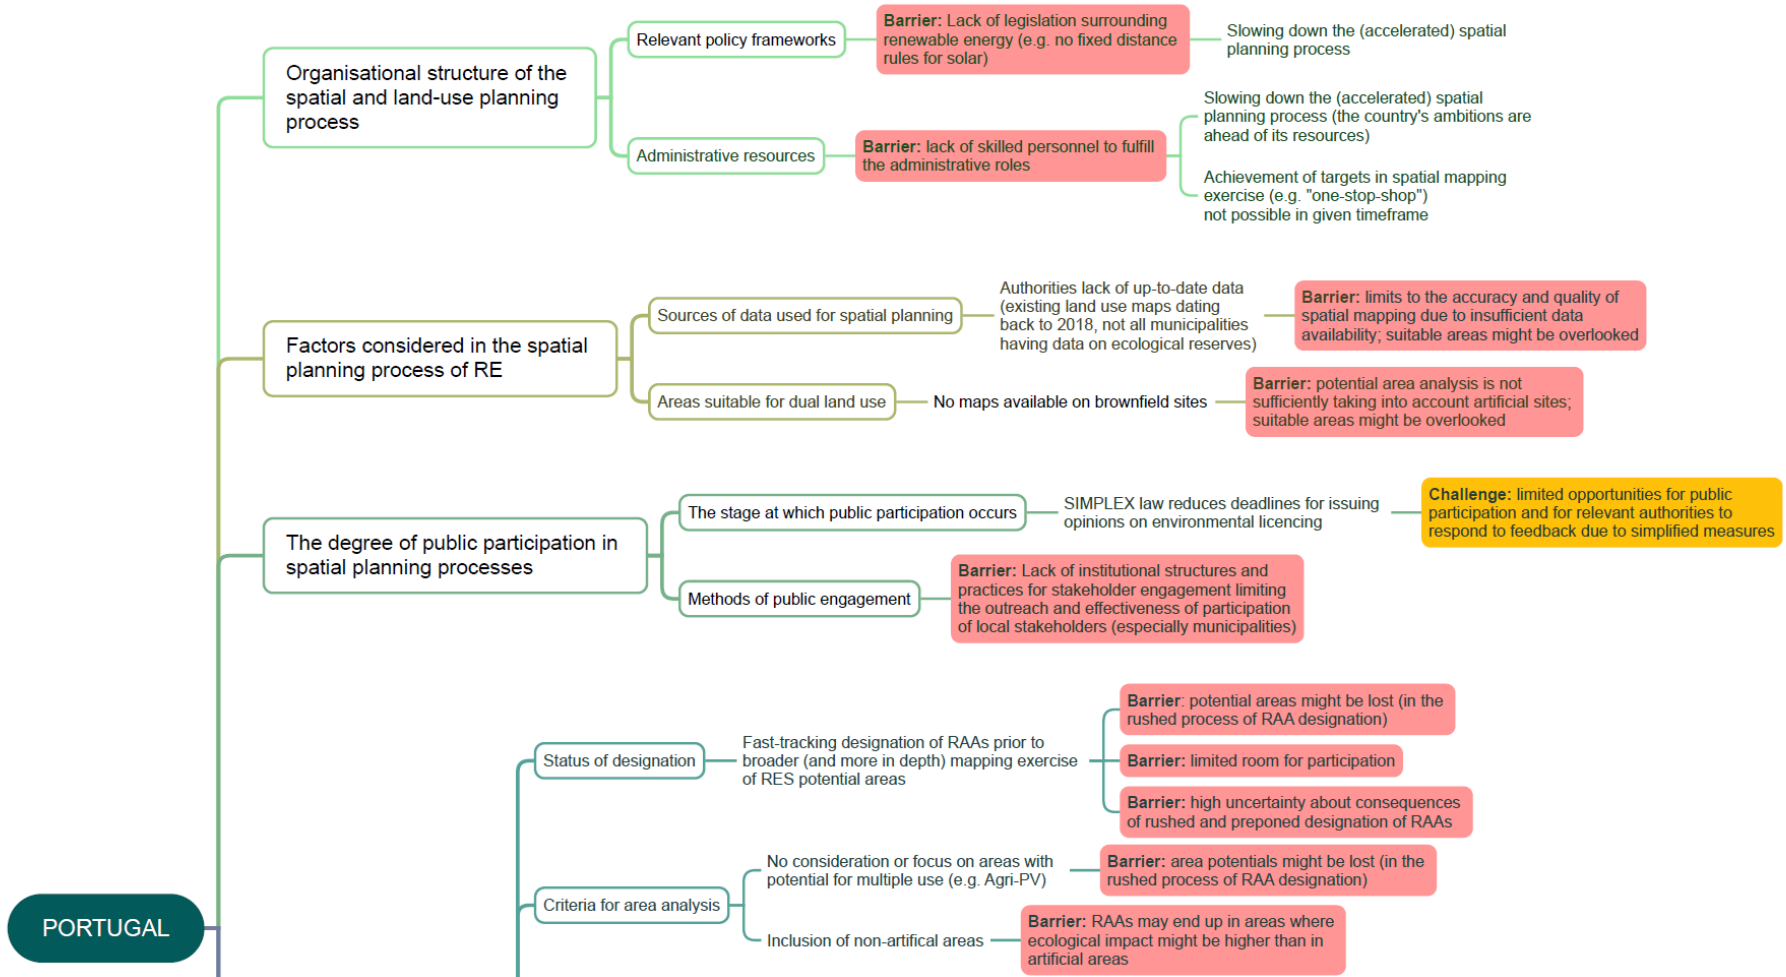 Organisational structure of the
spatial and land-use planning
process
Relevant policy frameworks
Barrier: Lack of legislation surrounding
renewable energy (e.g. no fixed distance
rules for solar)
Slowing down the (accelerated) spatial
planning process
Administrative resources
Barrier: lack of skilled personnel to fulfill
the administrative roles
Slowing down the (accelerated) spatial
planning process (the country's ambitions are
ahead of its resources)
Achievement of targets in spatial mapping
exercise (e.g. "one-stop-shop")
not possible in given timeframe
Factors considered in the spatial
planning process of RE
Sources of data used for spatial planning
Authorities lack of up-to-date data
(existing land use maps dating
back to 2018, not all municipalities
having data on ecological reserves)
Barrier: limits to the accuracy and quality of
spatial mapping due to insufficient data
availability; suitable areas might be overlooked
Areas suitable for dual land use
No maps available on brownfield sites
Barrier: potential area analysis is not
sufficiently taking into account artificial sites;
suitable areas might be overlooked
The degree of public participation in
spatial planning processes
The stage at which public participation occurs
SIMPLEX law reduces deadlines for issuing
opinions on environmental licencing
Challenge: limited opportunities for public
participation and for relevant authorities to
respond to feedback due to simplified measures
Methods of public engagement
Barrier: Lack of institutional structures and
practices for stakeholder engagement limiting
the outreach and effectiveness of participation
of local stakeholders (especially municipalities)
Status of designation
Fast-tracking designation of RAAs prior to
broader (and more in depth) mapping exercise
of RES potential areas
Barrier: potential areas might be lost (in the
rushed process of RAA designation)
Barrier: limited room for participation
Barrier: high uncertainty about consequences
of rushed and preponed designation of RAAs
Criteria for area analysis
No consideration or focus on areas with
potential for multiple use (e.g. Agri-PV)
Barrier: area potentials might be lost (in the
rushed process of RAA designation)
Inclusion of non-artifical areas
Barrier: RAAs may end up in areas where
ecological impact might be higher than in
artificial areas
PORTUGAL